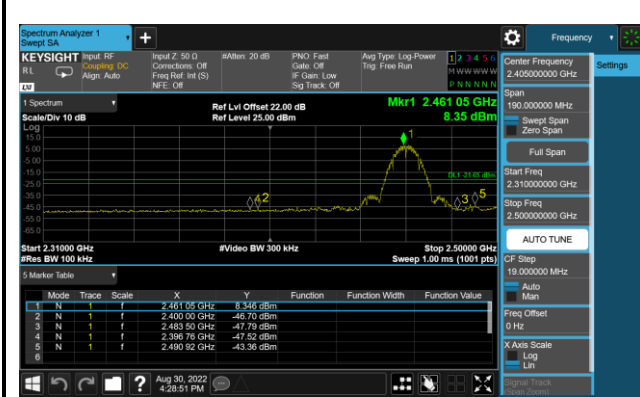 Spectrum Analyzer 1
Swept SA
Frequency
KEYSIGHT
RL
LXI
Input: RF
Coupling: DC
Align: Auto
Input Z: 50 Ω
Corrections: Off
Freq Ref: Int (S)
NFE: Off
#Atten: 20 dB
PNO: Fast
Gate: Off
IF Gain: Low
Sig Track: Off
Avg Type: Log-Power
Trig: Free Run
1 2 3 4 5 6
M W W W W W
P N N N N N
1 Spectrum
Scale/Div 10 dB
Ref Lvl Offset 22.00 dB
Ref Level 25.00 dBm
Mkr1 2.461 05 GHz
8.35 dBm
Log
15.0
5.00
-5.00
-15.0
-25.0
-35.0
-45.0
-55.0
-65.0
1
DL1 -21.65 dBm
2
3
5
Start 2.31000 GHz
#Res BW 100 kHz
#Video BW 300 kHz
Stop 2.50000 GHz
Sweep 1.00 ms (1001 pts)
5 Marker Table
Mode Trace Scale X Y Function Function Width Function Value
1 N 1 f 2.461 05 GHz 8.346 dBm
2 N 1 f 2.400 00 GHz -46.70 dBm
3 N 1 f 2.483 50 GHz -47.79 dBm
4 N 1 f 2.396 76 GHz -47.52 dBm
5 N 1 f 2.490 92 GHz -43.36 dBm
6
Aug 30, 2022
4:28:51 PM
Center Frequency
2.405000000 GHz
Settings
Span
190.000000 MHz
Swept Span
Zero Span
Full Span
Start Freq
2.310000000 GHz
Stop Freq
2.500000000 GHz
AUTO TUNE
CF Step
19.000000 MHz
Auto
Man
Freq Offset
0 Hz
X Axis Scale
Log
Lin
Signal Track
(Span Zoom)